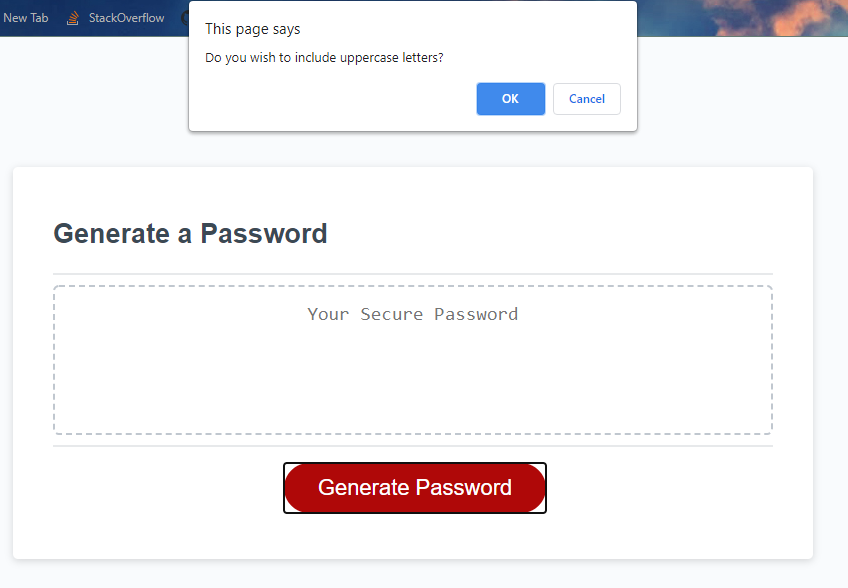 New Tab StackOverflow
This page says
Do you wish to include uppercase letters?
OK Cancel
Generate a Password
Your Secure Password
Generate Password